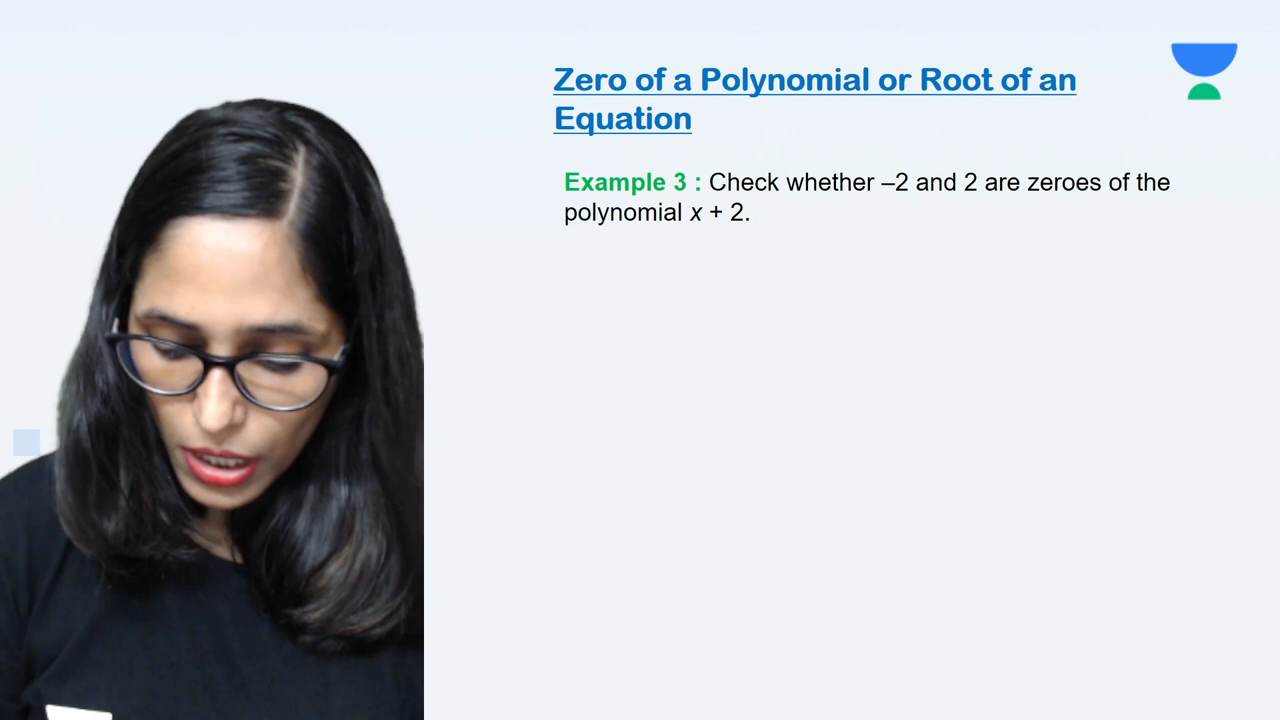 Zero of a Polynomial or Root of an
Equation
Example 3 : Check whether –2 and 2 are zeroes of the
polynomial x + 2.